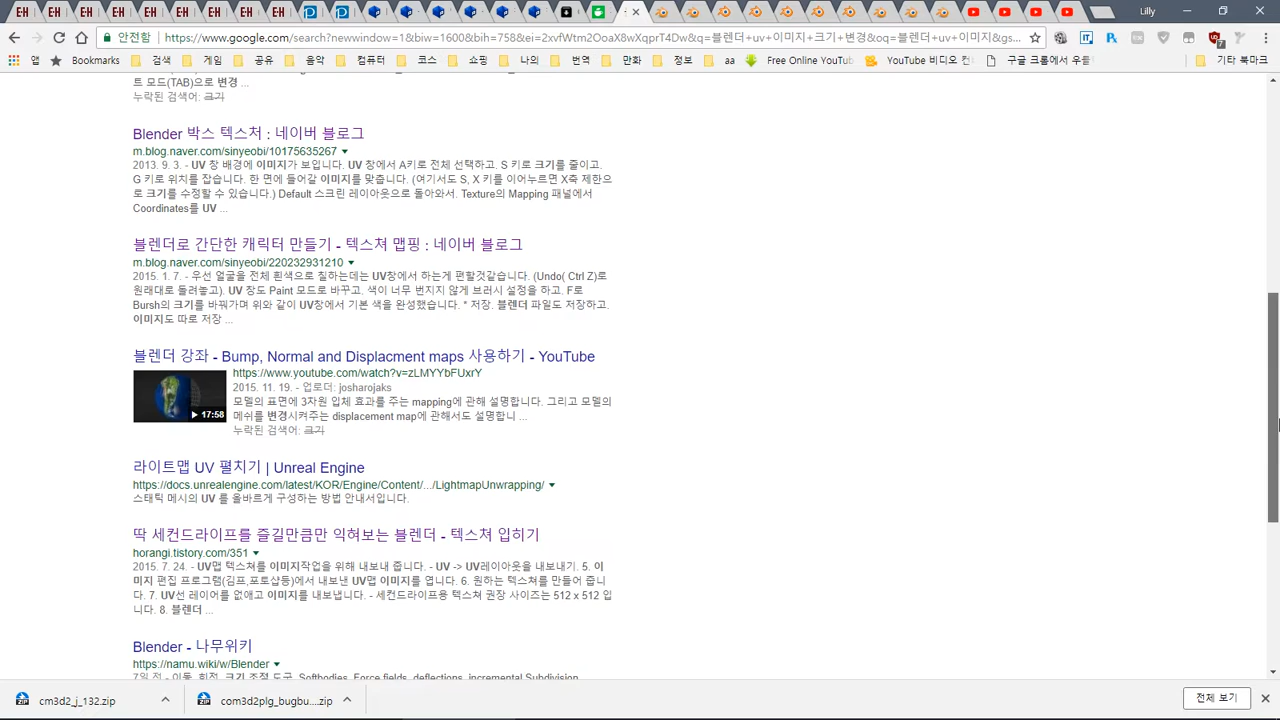 Lilly
안전함
https://www.google.com/search?newwindow=1&biw=1600&bih=758&ei=2xvfWtm2OoaX8wXqprT4Dw&q=블렌더+uv+이미지+크기+변경&oq=블렌더+uv+이미지&gs...
앱 Bookmarks 검색 게임 공유 음악 컴퓨터 코스 쇼핑 나의 번역 만화 정보 aa Free Online YouTub YouTube 비디오 컨 구글 크롬에서 우클 기타 북마크
트 모드(TAB)으로 변경 ...
누락된 검색어: 크기
Blender 박스 텍스처 : 네이버 블로그
m.blog.naver.com/sinyeobi/10175635267
2013. 9. 3. - UV 창 배경에 이미지가 보입니다. UV 창에서 A키로 전체 선택하고. S 키로 크기를 줄이고.
G 키로 위치를 잡습니다. 한 면에 들어갈 이미지를 맞춥니다. (여기서도 S, X 키를 이어누르면 X축 제한으
로 크기를 수정할 수 있습니다.) Default 스크린 레이아웃으로 돌아와서. Texture의 Mapping 패널에서
Coordinates를 UV ...
블렌더로 간단한 캐릭터 만들기 - 텍스쳐 맵핑 : 네이버 블로그
m.blog.naver.com/sinyeobi/220232931210
2015. 1. 7. - 우선 얼굴을 전체 흰색으로 칠하는데는 UV창에서 하는게 편할것같습니다. (Undo( Ctrl Z)로
원래대로 돌려놓고). UV 창도 Paint 모드로 바꾸고. 색이 너무 번지지 않게 브러시 설정을 하고. F로
Bursh의 크기를 바꿔가며 위와 같이 UV창에서 기본 색을 완성했습니다. * 저장. 블렌더 파일도 저장하고.
이미지도 따로 저장 ...
블렌더 강좌 - Bump, Normal and Displacment maps 사용하기 - YouTube
https://www.youtube.com/watch?v=zLMYYbFUxrY
2015. 11. 19. - 업로더: josharojaks
모델의 표면에 3차원 입체 효과를 주는 mapping에 관해 설명합니다. 그리고 모델의
메쉬를 변경시켜주는 displacement map에 관해서도 설명합니 ...
17:58
누락된 검색어: 크기
라이트맵 UV 펼치기 | Unreal Engine
https://docs.unrealengine.com/latest/KOR/Engine/Content/.../LightmapUnwrapping/
스태틱 메시의 UV 를 올바르게 구성하는 방법 안내서입니다.
딱 세컨드라이프를 즐길만큼만 익혀보는 블렌더 - 텍스쳐 입히기
horangi.tistory.com/351
2015. 7. 24. - UV맵 텍스쳐를 이미지작업을 위해 내보내 줍니다. - UV -> UV레이아웃을 내보내기. 5. 이
미지 편집 프로그램(김프,포토샵등)에서 내보낸 UV맵 이미지를 엽니다. 6. 원하는 텍스쳐를 만들어 줍니
다. 7. UV선 레이어를 없애고 이미지를 내보냅니다. - 세컨드라이프용 텍스쳐 권장 사이즈는 512 x 512 입
니다. 8. 블렌더 ...
Blender - 나무위키
https://namu.wiki/w/Blender
7일 전 - 이동, 회전, 크기 조절 도구. Softbodies, Force fields, deflections, incremental Subdivision
cm3d2_j_132.zip
com3d2plg_bugbu....zip
전체 보기